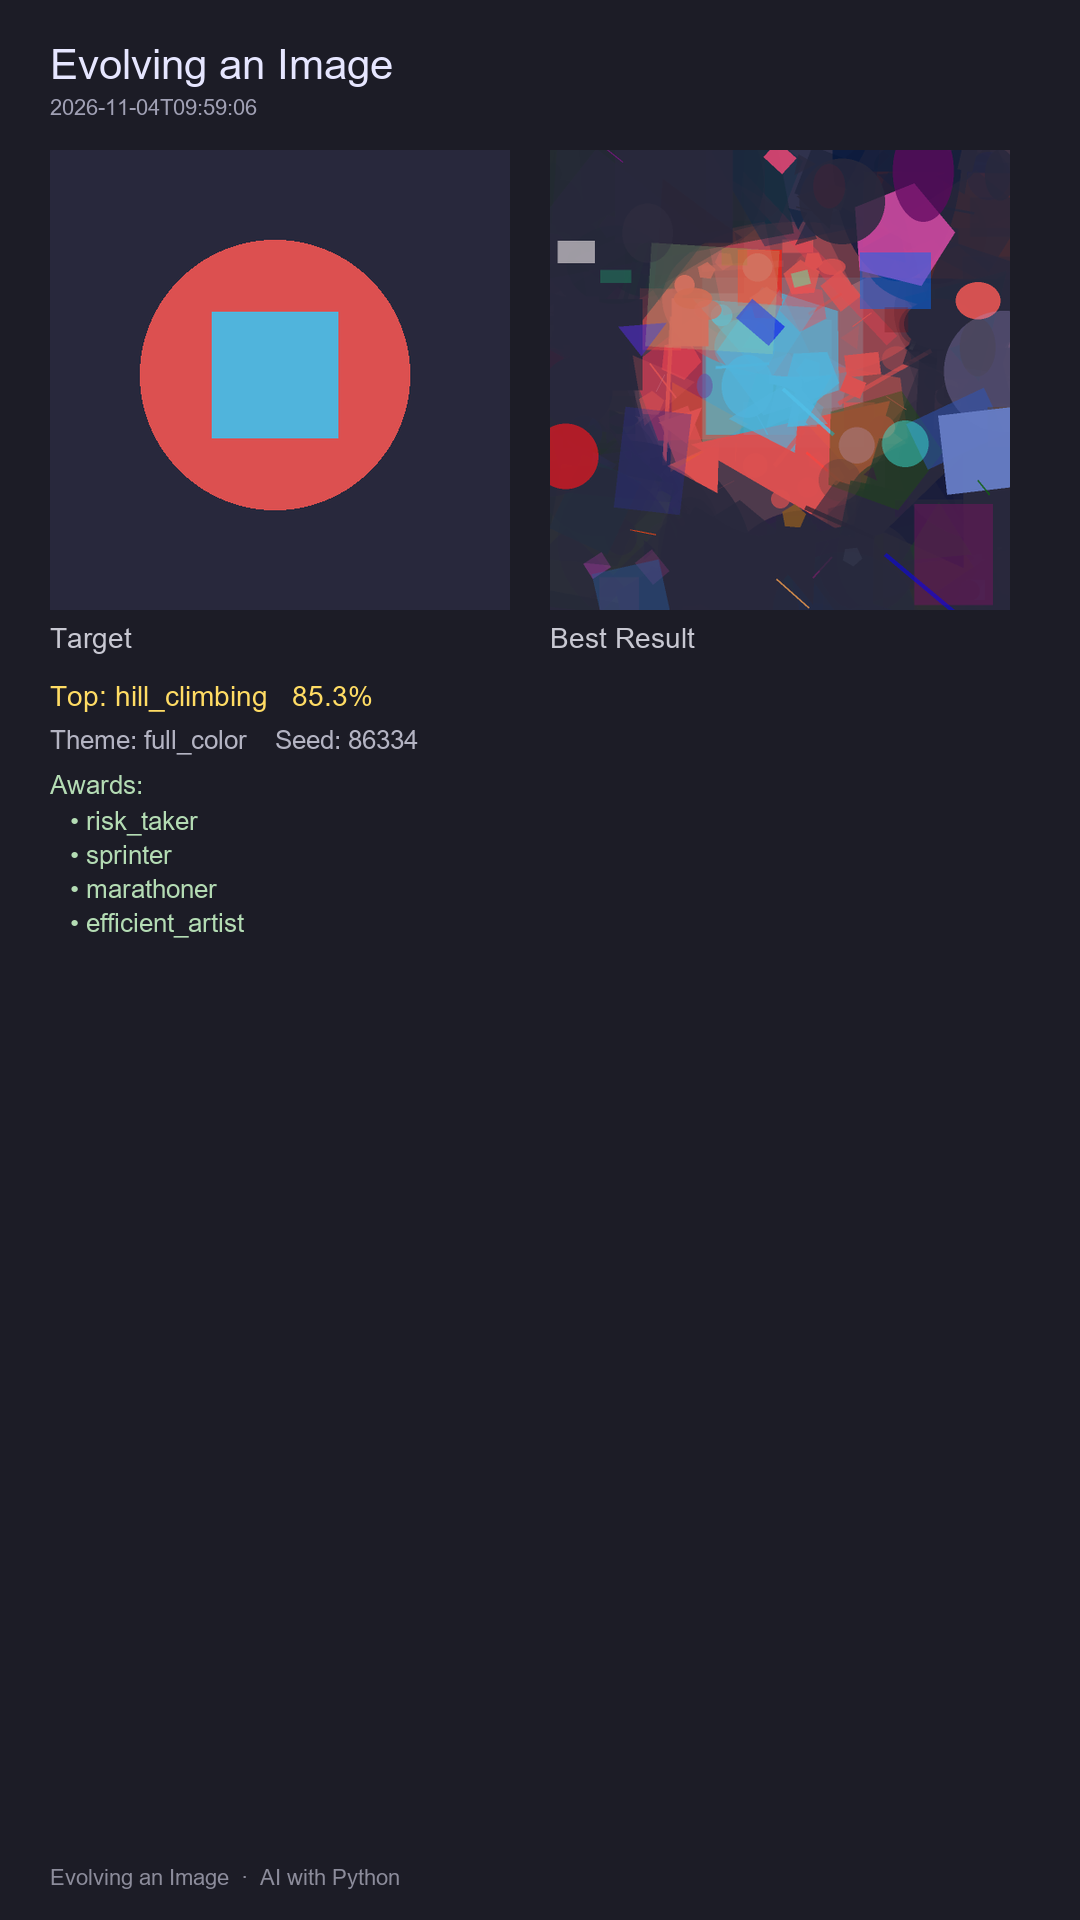 Evolving an Image
2026-11-04T09:59:06
Target
Best Result
Top: hill_climbing 85.3%
Theme: full_color Seed: 86334
Awards:
• risk_taker
• sprinter
• marathoner
• efficient_artist
Evolving an Image · AI with Python